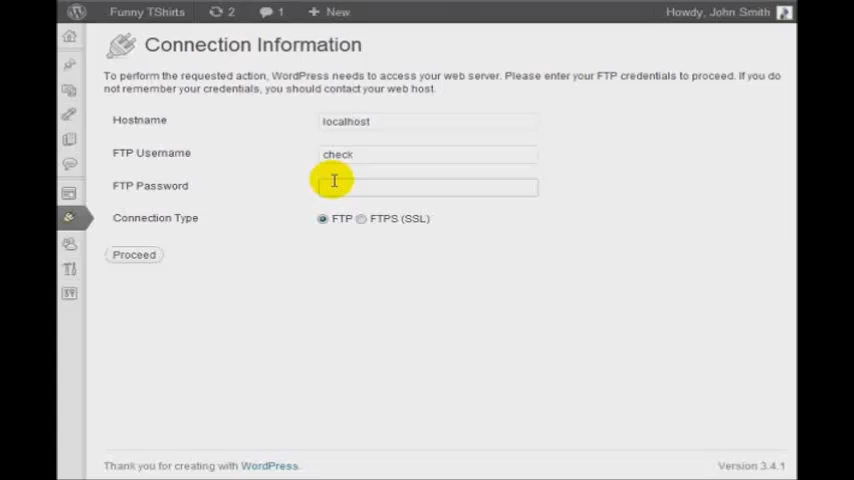 Funny TShirts 2 1 + New Howdy, John Smith
Connection Information
To perform the requested action, WordPress needs to access your web server. Please enter your FTP credentials to proceed. If you do
not remember your credentials, you should contact your web host.
Hostname localhost
FTP Username check
FTP Password
Connection Type FTP FTPS (SSL)
Proceed
Thank you for creating with WordPress. Version 3.4.1